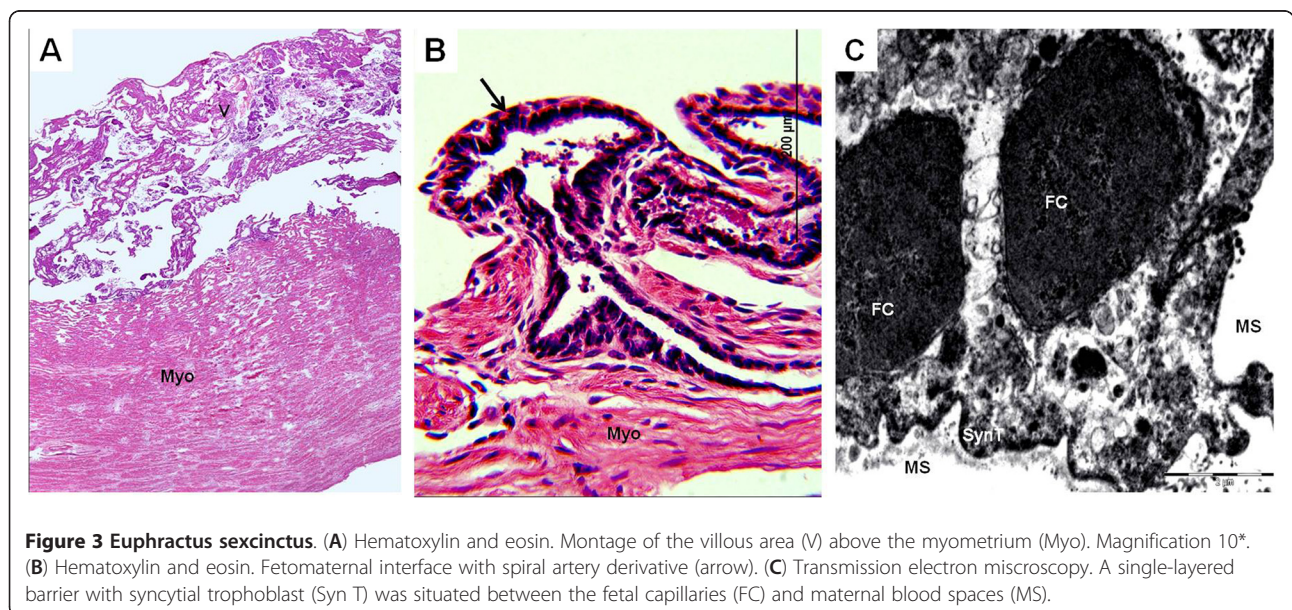 A
B
C
V
Myo
200 µm
Myo
FC
FC
MS
SynT
MS
2 µm
Figure 3 Euphractus sexcinctus. (A) Hematoxylin and eosin. Montage of the villous area (V) above the myometrium (Myo). Magnification 10*.
(B) Hematoxylin and eosin. Fetomaternal interface with spiral artery derivative (arrow). (C) Transmission electron miscroscopy. A single-layered
barrier with syncytial trophoblast (Syn T) was situated between the fetal capillaries (FC) and maternal blood spaces (MS).